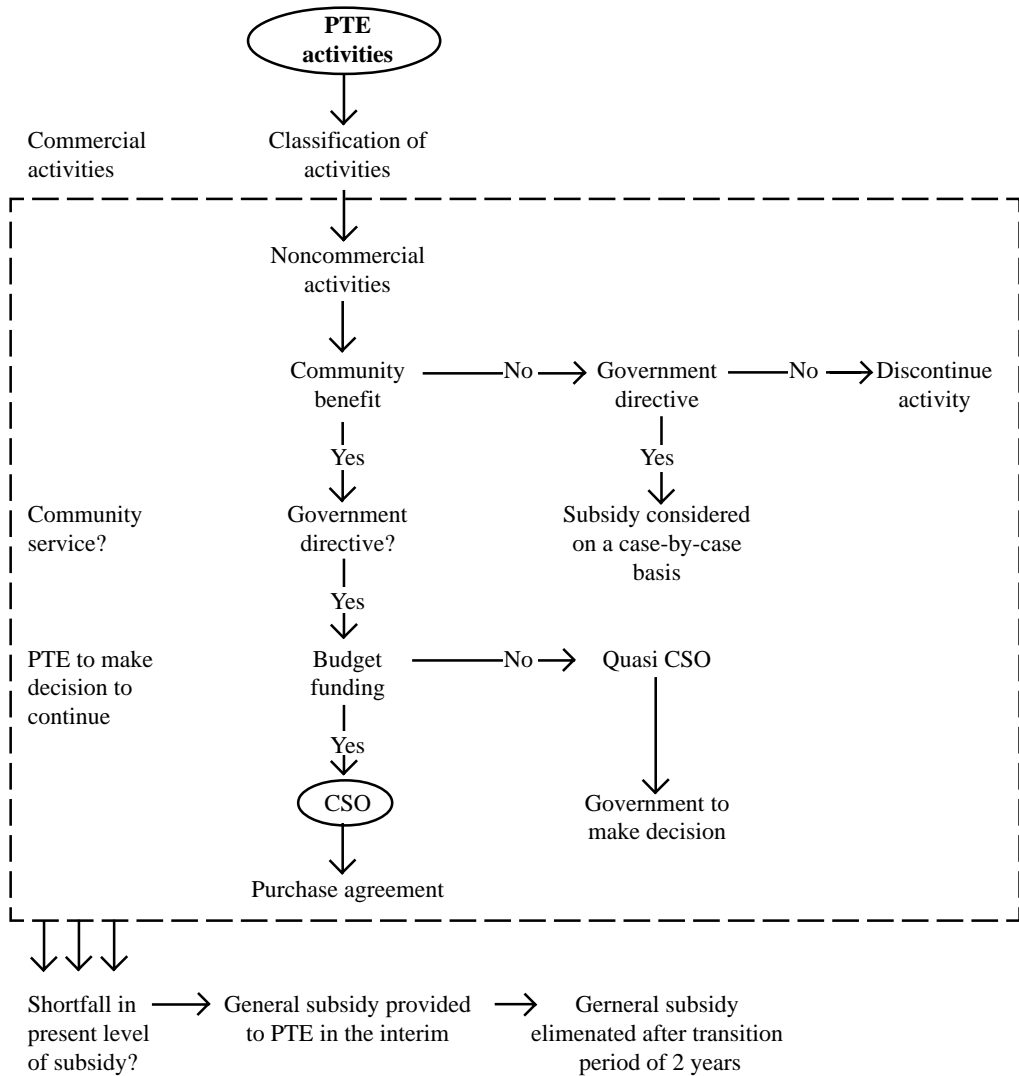 PTE
activities
Commercial
activities
Classification of
activities
Noncommercial
activities
Community
benefit
No
Government
directive
No
Discontinue
activity
Yes
Yes
Community
service?
Government
directive?
Subsidy considered
on a case-by-case
basis
Yes
PTE to make
decision to
continue
Budget
funding
No
Quasi CSO
Yes
CSO
Government to
make decision
Purchase agreement
Shortfall in
present level
of subsidy?
General subsidy provided
to PTE in the interim
Gerneral subsidy
elimenated after transition
period of 2 years